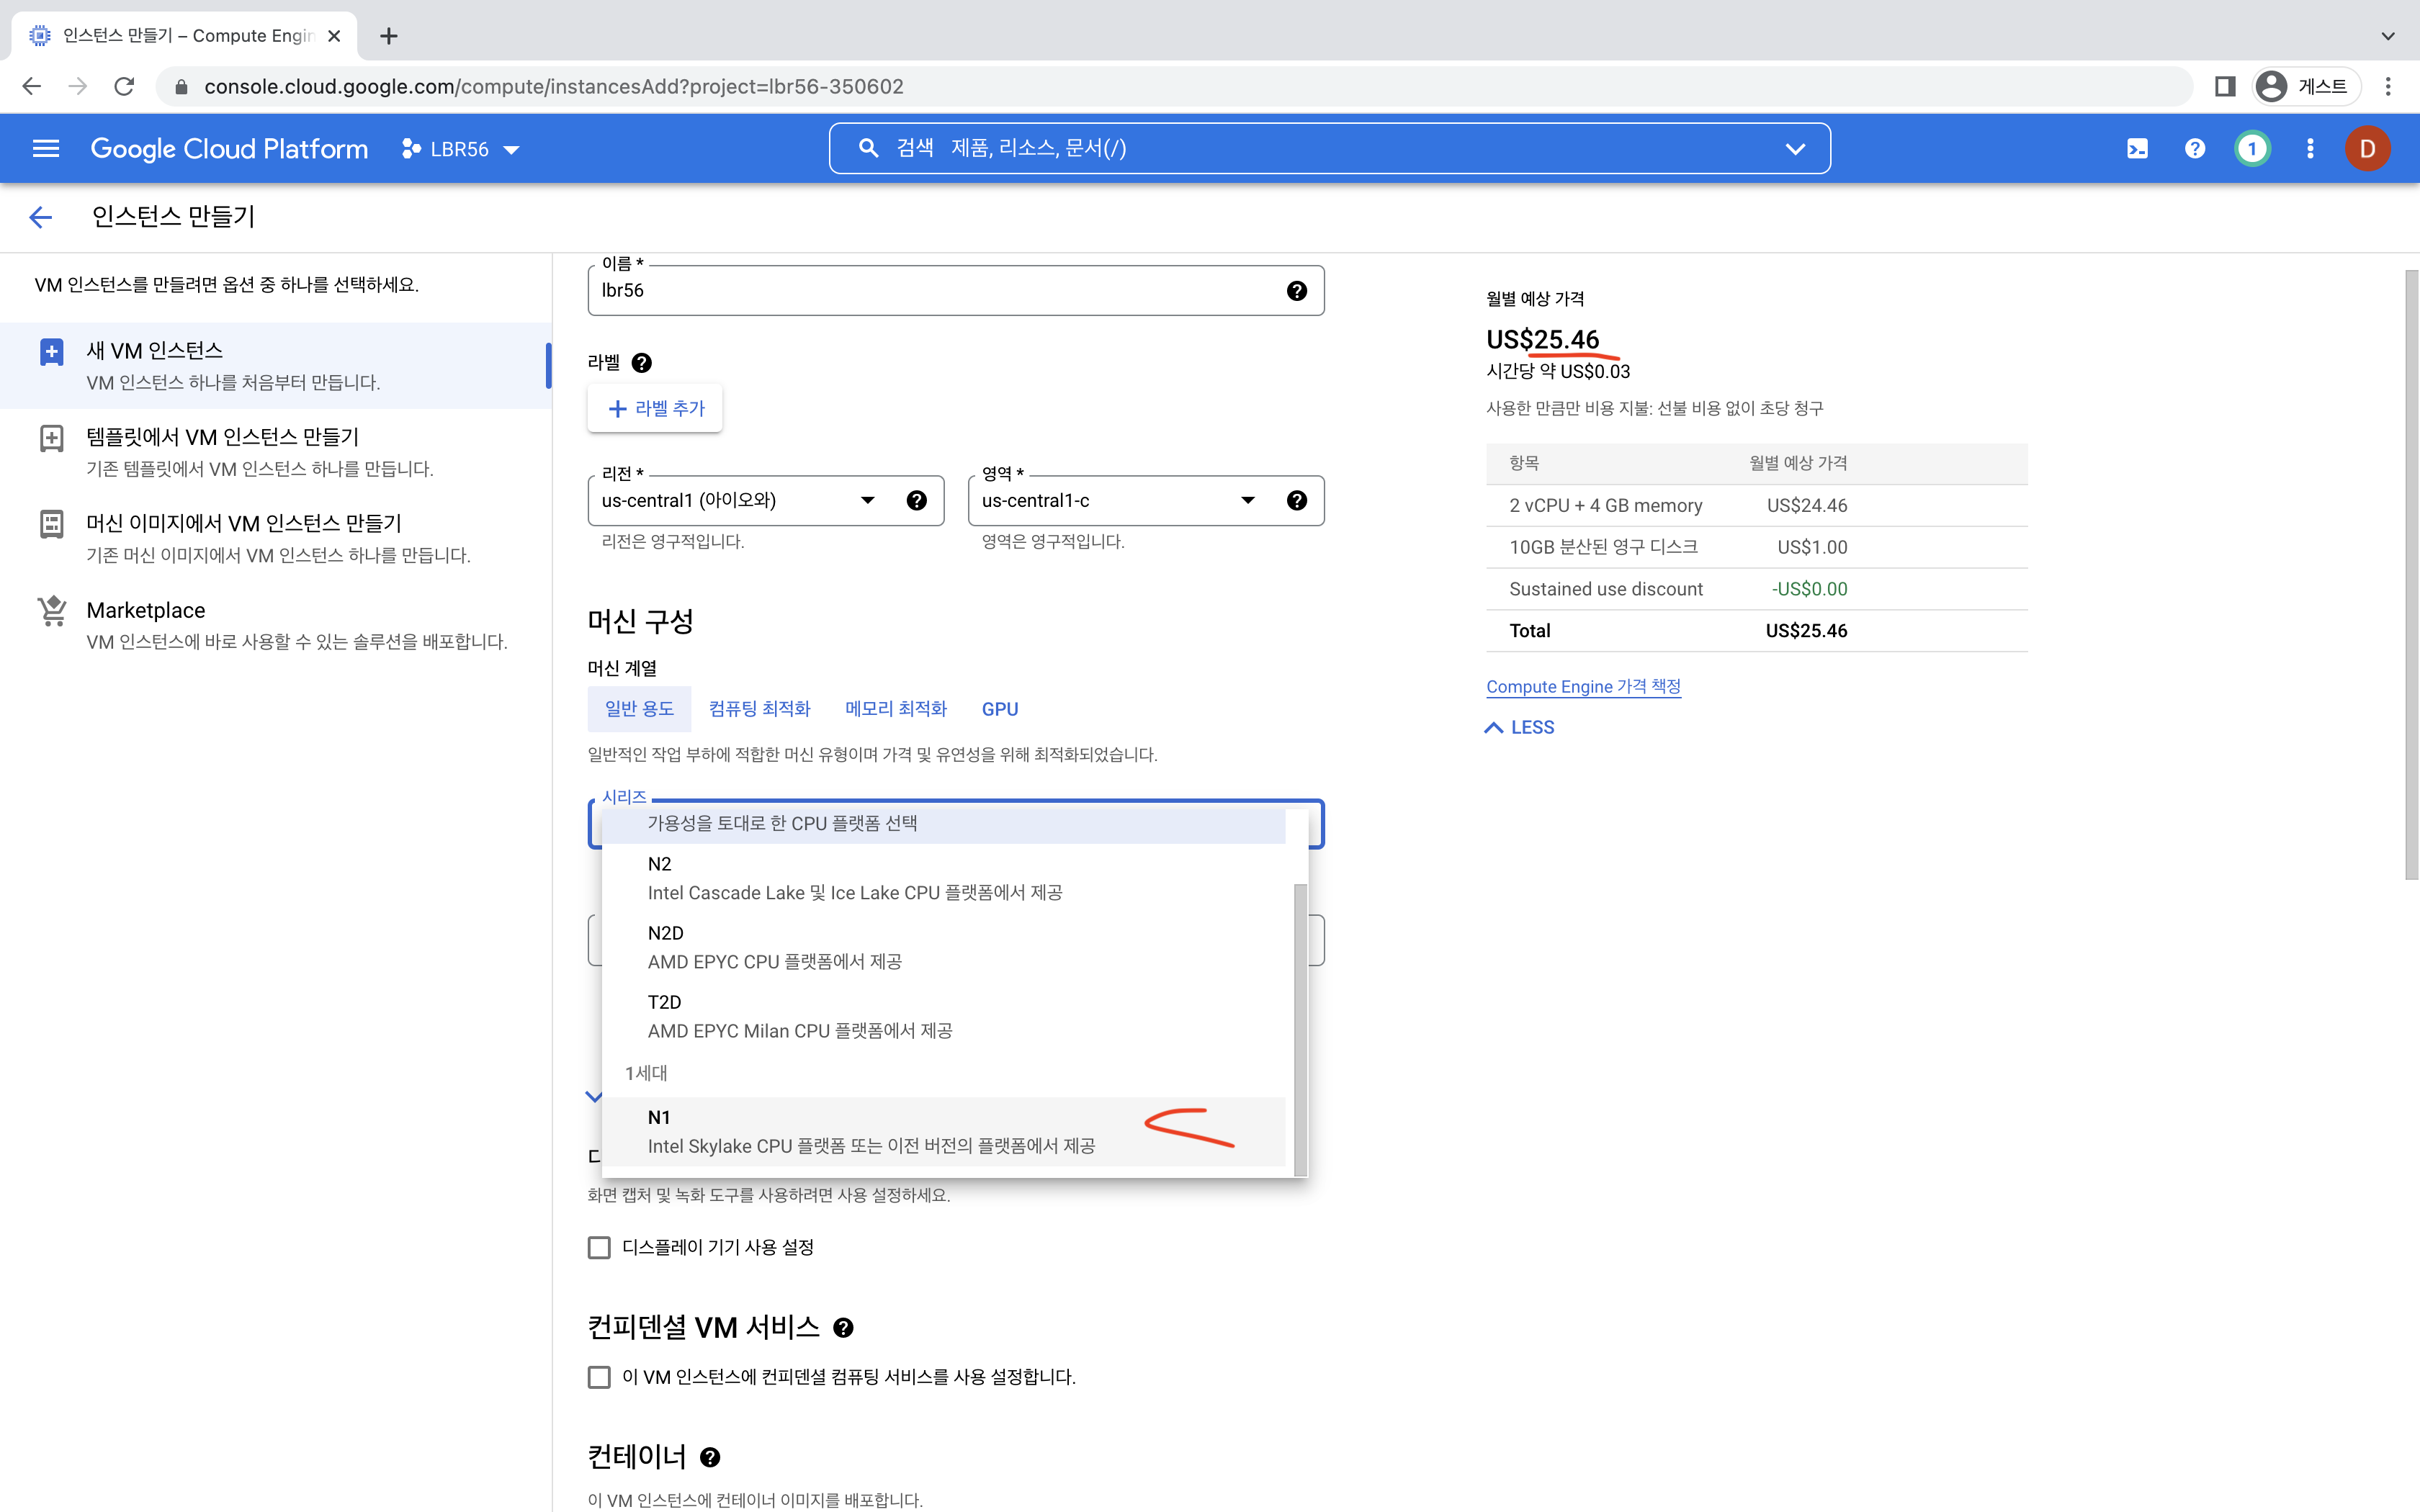 인스턴스 만들기 – Compute Engin
console.cloud.google.com/compute/instancesAdd?project=lbr56-350602
게스트
Google Cloud Platform
LBR56
검색 제품, 리소스, 문서(/)
1
D
인스턴스 만들기
VM 인스턴스를 만들려면 옵션 중 하나를 선택하세요.
새 VM 인스턴스
VM 인스턴스 하나를 처음부터 만듭니다.
템플릿에서 VM 인스턴스 만들기
기존 템플릿에서 VM 인스턴스 하나를 만듭니다.
머신 이미지에서 VM 인스턴스 만들기
기존 머신 이미지에서 VM 인스턴스 하나를 만듭니다.
Marketplace
VM 인스턴스에 바로 사용할 수 있는 솔루션을 배포합니다.
이름 *
lbr56
라벨
라벨 추가
리전 *
us-central1 (아이오와)
리전은 영구적입니다.
영역 *
us-central1-c
영역은 영구적입니다.
머신 구성
머신 계열
일반 용도
컴퓨팅 최적화
메모리 최적화
GPU
일반적인 작업 부하에 적합한 머신 유형이며 가격 및 유연성을 위해 최적화되었습니다.
시리즈
가용성을 토대로 한 CPU 플랫폼 선택
N2
Intel Cascade Lake 및 Ice Lake CPU 플랫폼에서 제공
N2D
AMD EPYC CPU 플랫폼에서 제공
T2D
AMD EPYC Milan CPU 플랫폼에서 제공
1세대
N1
Intel Skylake CPU 플랫폼 또는 이전 버전의 플랫폼에서 제공
화면 캡처 및 녹화 도구를 사용하려면 사용 설정하세요.
디스플레이 기기 사용 설정
컨피덴셜 VM 서비스
이 VM 인스턴스에 컨피덴셜 컴퓨팅 서비스를 사용 설정합니다.
컨테이너
이 VM 인스턴스에 컨테이너 이미지를 배포합니다.
월별 예상 가격
US$25.46
시간당 약 US$0.03
사용한 만큼만 비용 지불: 선불 비용 없이 초당 청구
항목 월별 예상 가격
2 vCPU + 4 GB memory US$24.46
10GB 분산된 영구 디스크 US$1.00
Sustained use discount -US$0.00
Total US$25.46
Compute Engine 가격 책정
LESS